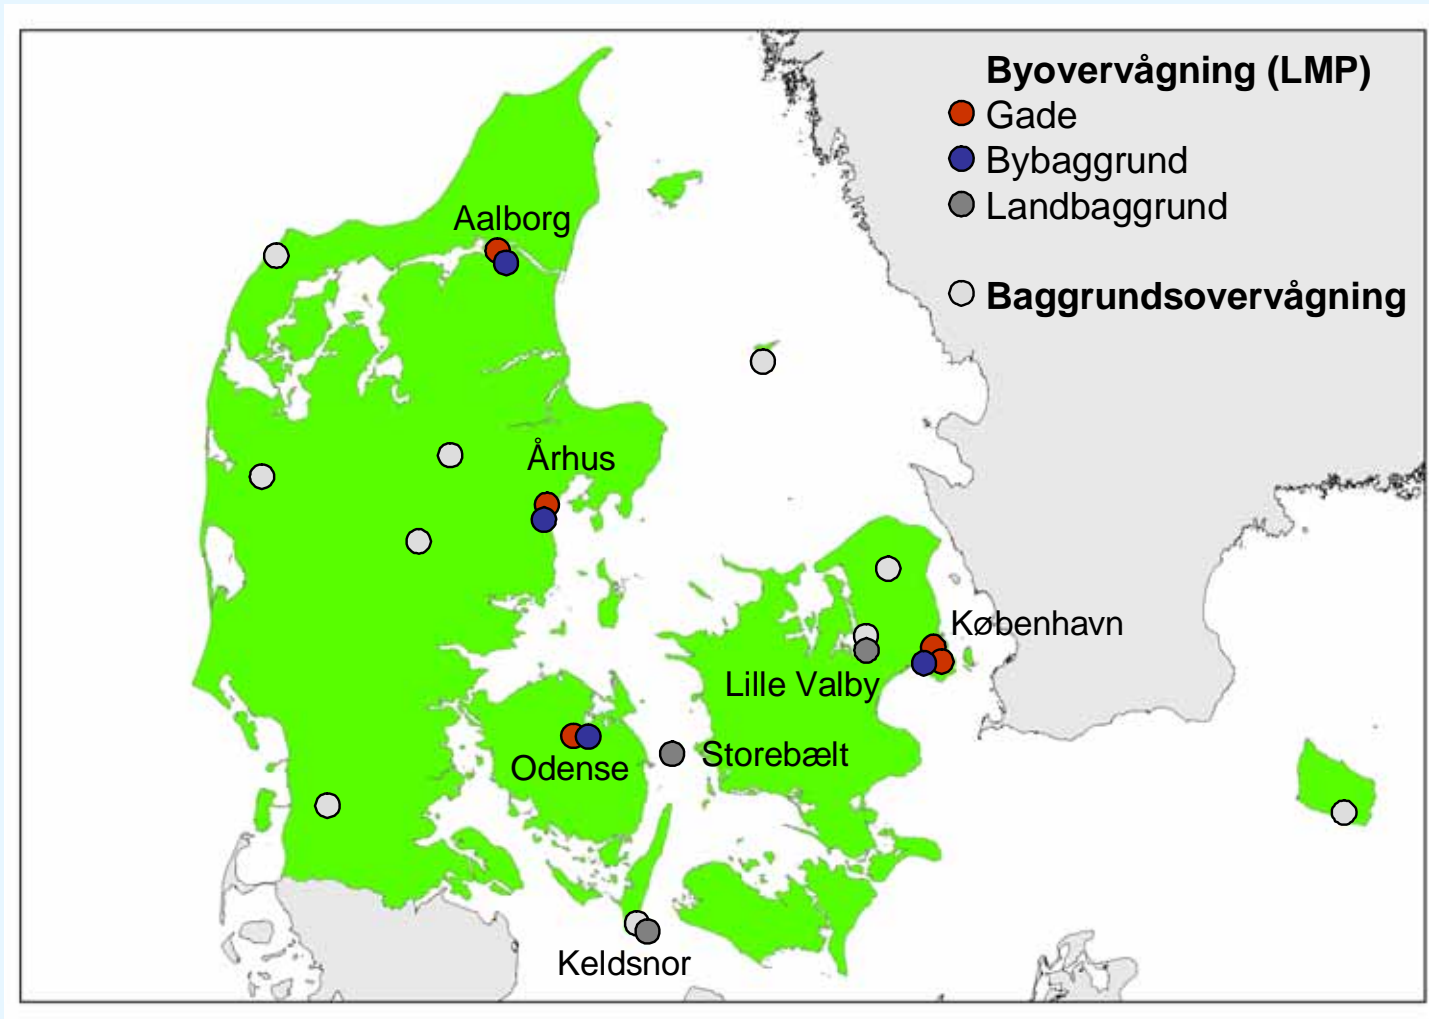 Byovervågning (LMP)
Gade
Bybaggrund
Landbaggrund
Baggrundsovervågning
Aalborg
Århus
København
Lille Valby
Storebælt
Odense
Keldsnor